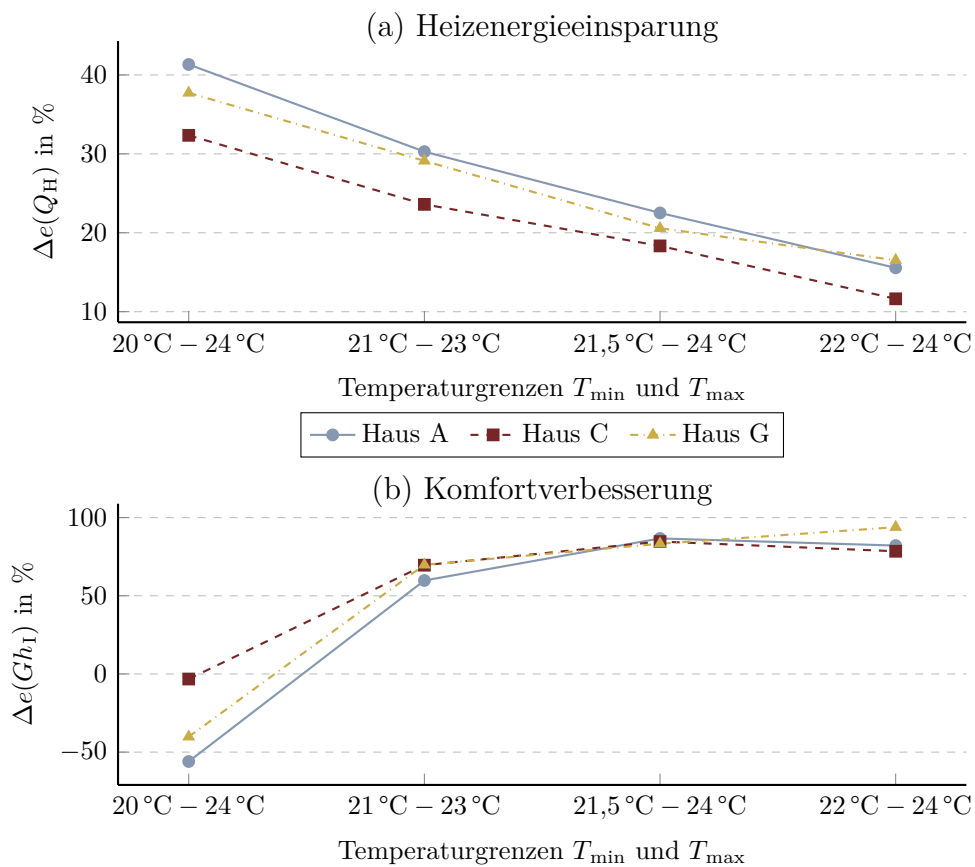 (a) Heizenergieeinsparung
Δe(Q_H) in %
40
30
20
10
20 °C – 24 °C 21 °C – 23 °C 21,5 °C – 24 °C 22 °C – 24 °C
Temperaturgrenzen T_min und T_max
Haus A Haus C Haus G
(b) Komfortverbesserung
Δe(Gh_I) in %
100
50
0
−50
20 °C – 24 °C 21 °C – 23 °C 21,5 °C – 24 °C 22 °C – 24 °C
Temperaturgrenzen T_min und T_max